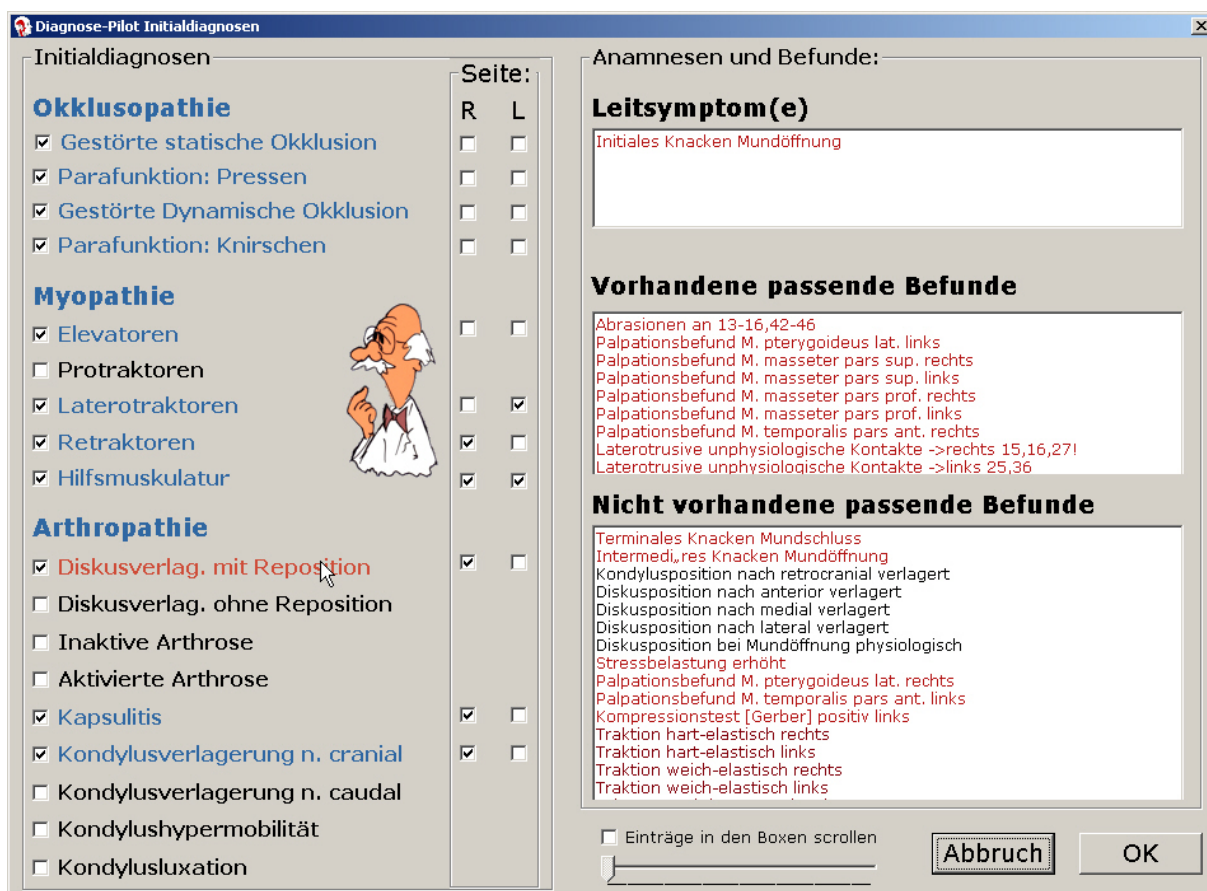 Diagnose-Pilot Initialdiagnosen
Initialdiagnosen
Seite:
R L
Okklusopathie
Gestörte statische Okklusion
Parafunktion: Pressen
Gestörte Dynamische Okklusion
Parafunktion: Knirschen
Myopathie
Elevatoren
Protraktoren
Laterotraktoren
Retraktoren
Hilfsmuskulatur
Arthropathie
Diskusverlag. mit Reposition
Diskusverlag. ohne Reposition
Inaktive Arthrose
Aktivierte Arthrose
Kapsulitis
Kondylusverlagerung n. cranial
Kondylusverlagerung n. caudal
Kondylushypermobilität
Kondylusluxation
Anamnesen und Befunde:
Leitsymptom(e)
Initiales Knacken Mundöffnung
Vorhandene passende Befunde
Abrasionen an 13-16,42-46
Palpationsbefund M. pterygoideus lat. links
Palpationsbefund M. masseter pars sup. rechts
Palpationsbefund M. masseter pars sup. links
Palpationsbefund M. masseter pars prof. rechts
Palpationsbefund M. masseter pars prof. links
Palpationsbefund M. temporalis pars ant. rechts
Laterotrusive unphysiologische Kontakte ->rechts 15,16,27!
Laterotrusive unphysiologische Kontakte ->links 25,36
Nicht vorhandene passende Befunde
Terminales Knacken Mundschluss
Intermedi„res Knacken Mundöffnung
Kondylusposition nach retrocranial verlagert
Diskusposition nach anterior verlagert
Diskusposition nach medial verlagert
Diskusposition nach lateral verlagert
Diskusposition bei Mundöffnung physiologisch
Stressbelastung erhöht
Palpationsbefund M. pterygoideus lat. rechts
Palpationsbefund M. temporalis pars ant. links
Kompressionstest [Gerber] positiv links
Traktion hart-elastisch rechts
Traktion hart-elastisch links
Traktion weich-elastisch rechts
Traktion weich-elastisch links
Einträge in den Boxen scrollen
Abbruch
OK